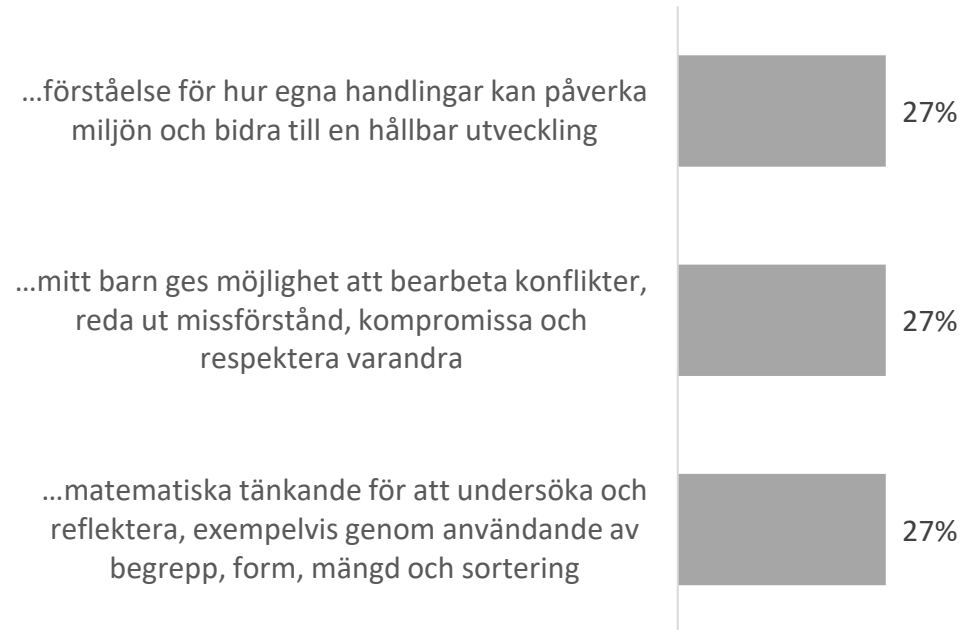 …förståelse för hur egna handlingar kan påverka
miljön och bidra till en hållbar utveckling
27%
…mitt barn ges möjlighet att bearbeta konflikter,
reda ut missförstånd, kompromissa och
respektera varandra
27%
…matematiska tänkande för att undersöka och
reflektera, exempelvis genom användande av
begrepp, form, mängd och sortering
27%